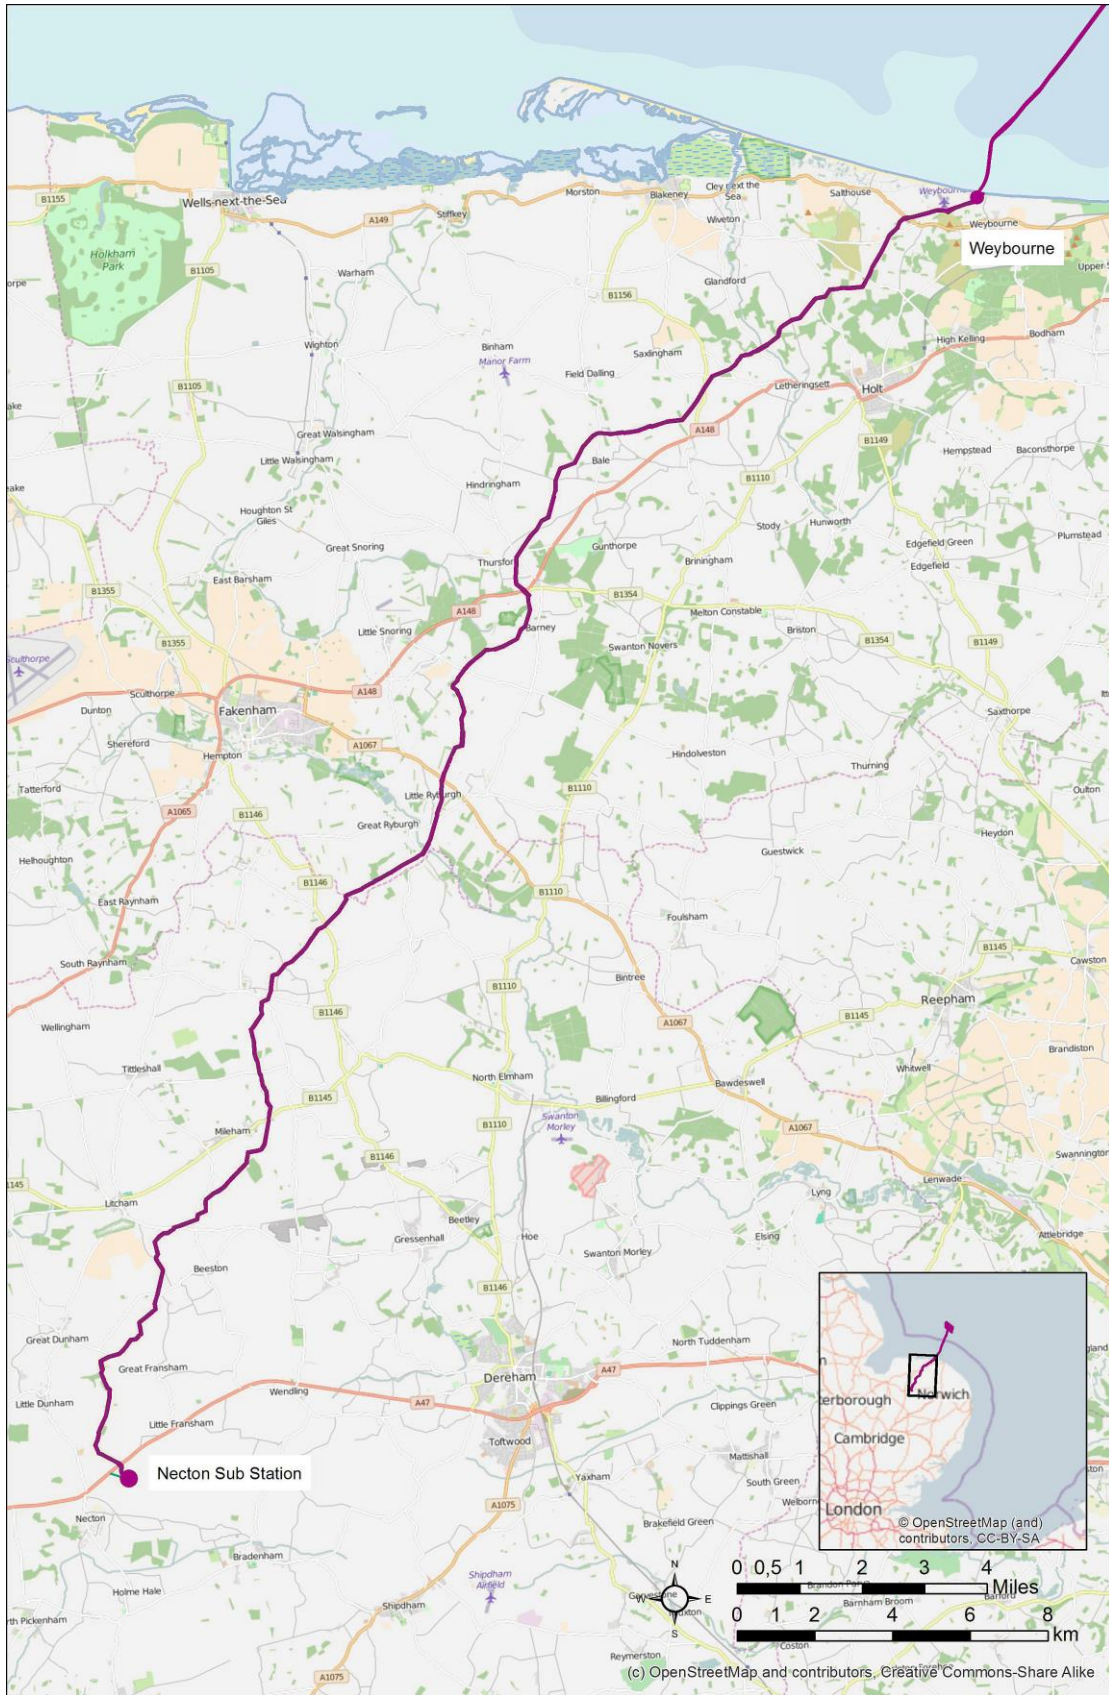 B1155
Wells-next-the-Sea
A149
Stiffkey
Morston
Blakeney
Cley next the
Sea
Wiveton
Salthouse
Weybourne
Weybourne
Weybourne
Upper S
Holkham
Park
B1105
Warham
Glandford
B1156
Wighton
Binham
Manor Farm
Field Dalling
Saxlingham
Letheringsett
High Kelling
Bodham
Holt
B1105
Great Walsingham
Little Walsingham
Hindringham
Bale
A148
B1149
Hempstead
Baconsthorpe
B1110
Houghton St
Giles
Great Snoring
Thursfor
Gunthorpe
Stody
Hunworth
Plumstead
Edgefield Green
Edgefield
Briningham
East Barsham
B1355
B1354
Melton Constable
A148
Little Snoring
Barney
Briston
B1354
B1149
Swanton Novers
B1355
Sculthorpe
Sculthorpe
Dunton
A148
Fakenham
Saxthorpe
Shereford
Hempton
A1067
Hindolveston
Thurning
Tatterford
Little Ryburgh
B1110
Oulton
A1065
B1146
Great Ryburgh
Heydon
Helhoughton
Guestwick
B1146
B1110
East Raynham
Foulsham
South Raynham
Bintree
B1145
Cawston
B1110
Reepham
Wellingham
B1146
A1067
B1145
Brandiston
Tittleshall
North Elmham
Whitwell
Bawdeswell
B1145
Billingford
Mileham
B1110
Swanton
Morley
A1067
Swannington
B1146
Lenwade
B1145
Litcham
Lyng
Beetley
Gressenhall
Hoe
Elsing
Attlebridge
Swanton Morley
Beeston
B1146
Great Dunham
North Tuddenham
Great Fransham
Dereham
A47
Wendling
Little Dunham
A47
Clippings Green
Little Fransham
Toftwood
Mattishall
Necton Sub Station
Yaxham
South Green
A1075
Necton
Brakefield Green
Bradenham
Holme Hale
Shipdham
Airfield
Shipdham
Reymerston
A1075
Norwich
erborough
Cambridge
London
© OpenStreetMap (and)
contributors, CC-BY-SA
N
W
E
S
0 0,5 1 2 3 4
Miles
Barnham Broom
0 2 4 6 8
km
Coston
(c) OpenStreetMap and contributors, Creative Commons-Share Alike